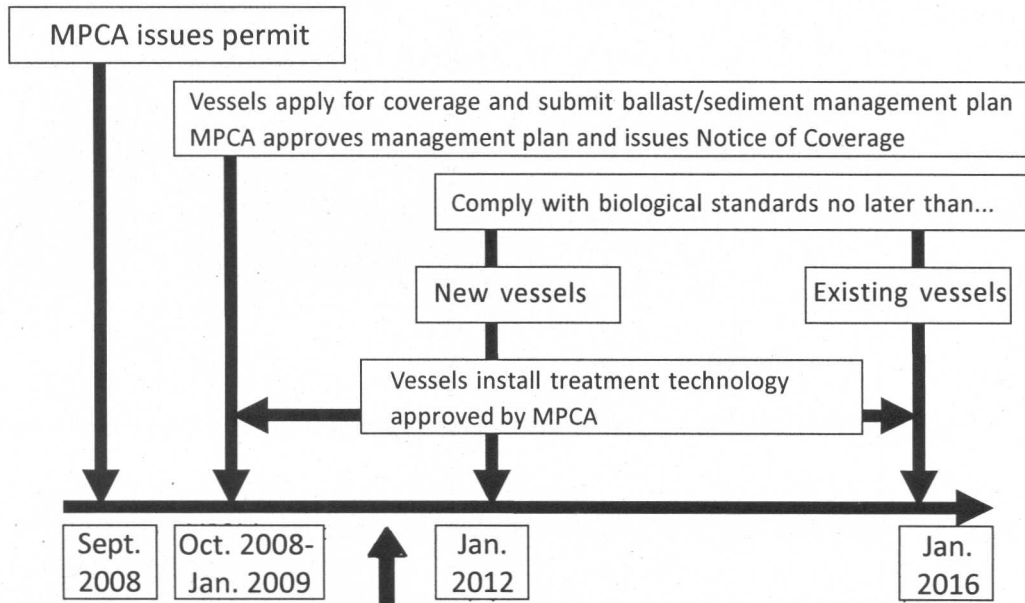 MPCA issues permit
Vessels apply for coverage and submit ballast/sediment management plan
MPCA approves management plan and issues Notice of Coverage
Comply with biological standards no later than...
New vessels
Existing vessels
Vessels install treatment technology
approved by MPCA
Sept.
2008
Oct. 2008-
Jan. 2009
Jan.
2012
Jan.
2016